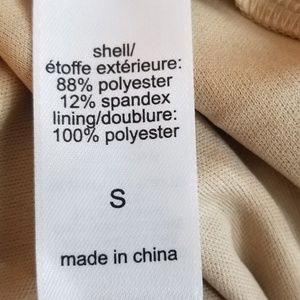 shell/
étoffe extérieure:
88% polyester
12% spandex
lining/doublure:
100% polyester
S
made in china